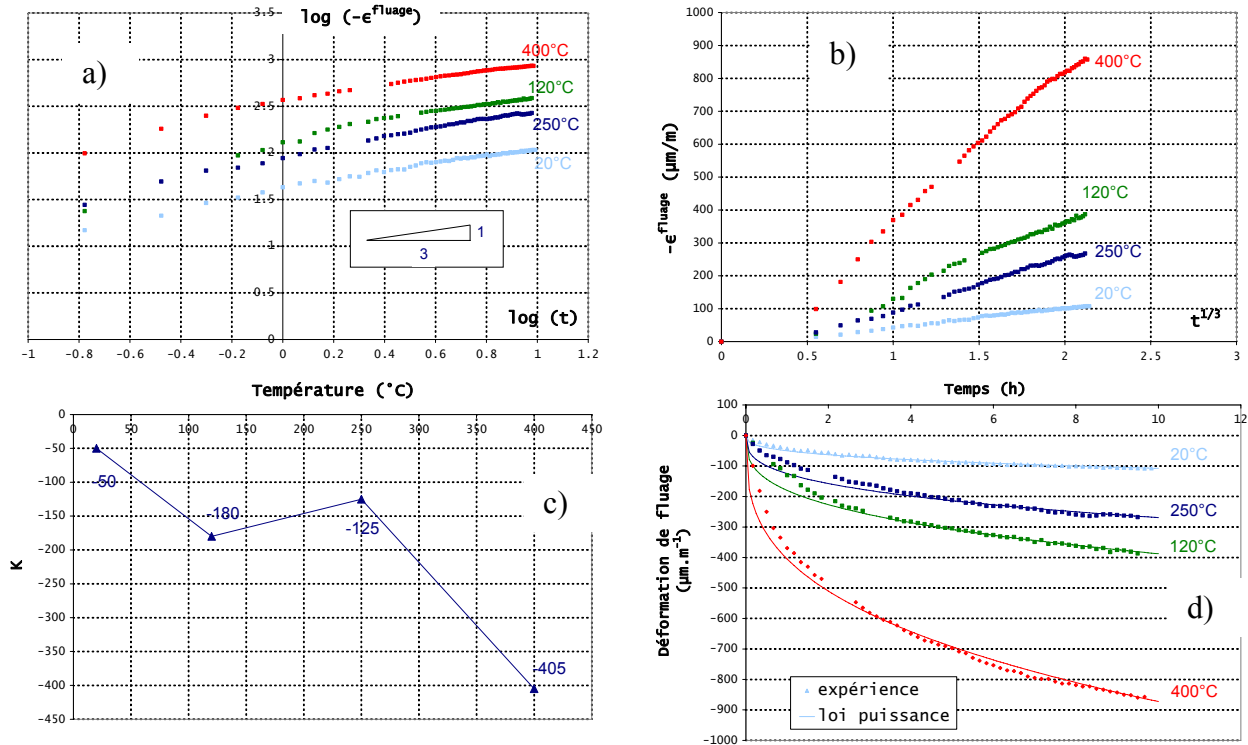 log (-ϵ^fluage)
a)
400°C
120°C
250°C
20°C
1
3
log (t)
3.5
3
2.5
2
1.5
1
0.5
0
-1 -0.8 -0.6 -0.4 -0.2 0 0.2 0.4 0.6 0.8 1 1.2
b)
-ϵ^fluage (µm/m)
1000
900
800
700
600
500
400
300
200
100
0
400°C
120°C
250°C
20°C
t^1/3
0 0.5 1 1.5 2 2.5 3
Température (°C)
0 50 100 150 200 250 300 350 400 450
0
-50
-100
-150
-200
-250
-300
-350
-400
-450
K
-50
-180
-125
-405
c)
Temps (h)
0 2 4 6 8 10 12
100
0
-100
-200
-300
-400
-500
-600
-700
-800
-900
-1000
Déformation de fluage
(µm.m^-1)
20°C
250°C
120°C
400°C
d)
expérience
loi puissance